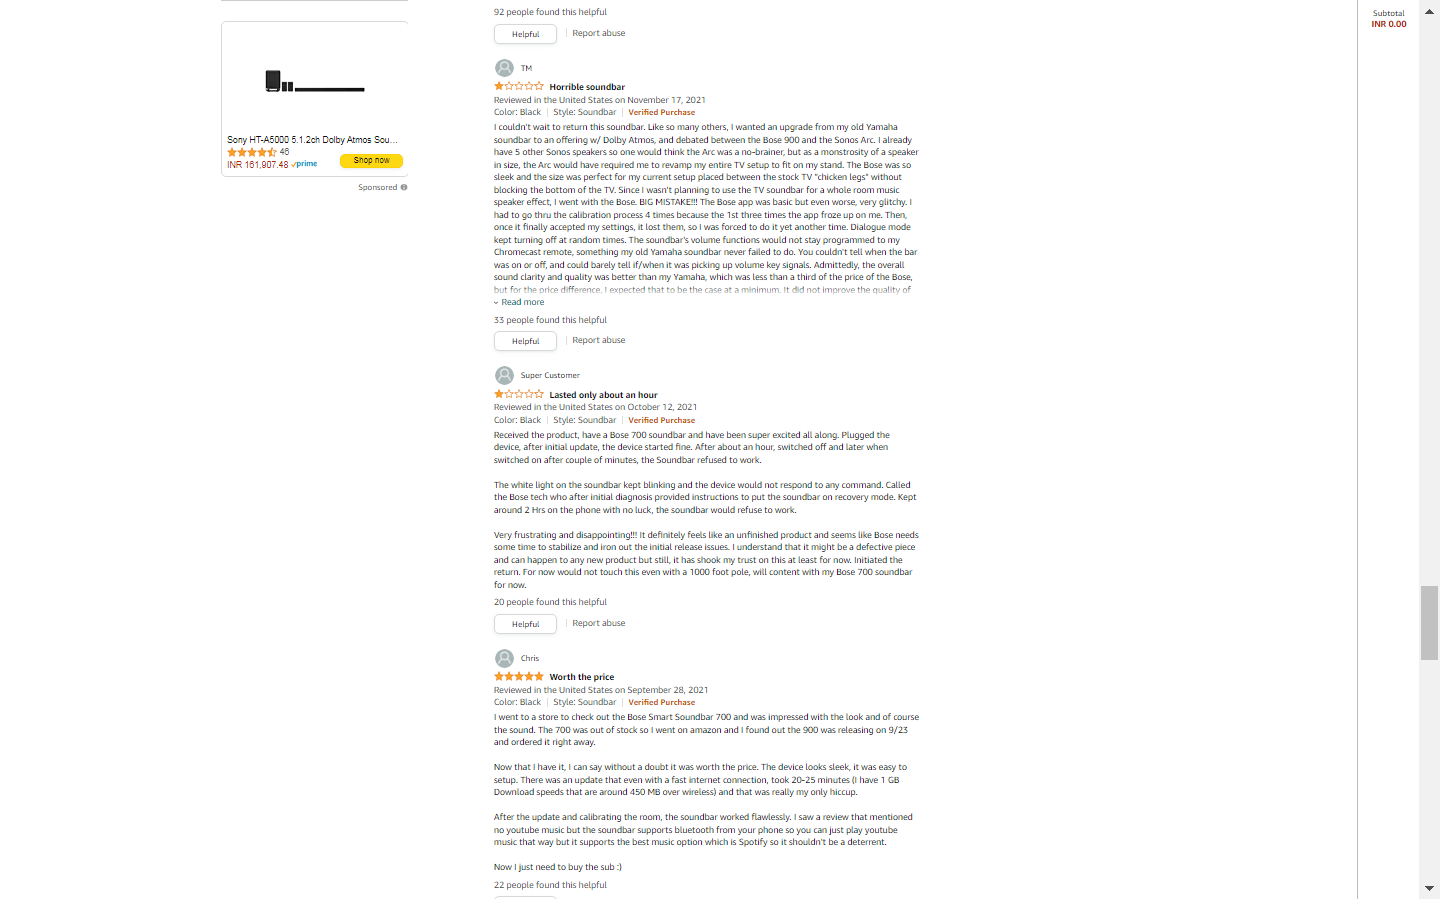 92 people found this helpful
Helpful
Report abuse
Subtotal
INR 0.00
Sony HT-A5000 5.1.2ch Dolby Atmos Sou...
46
INR 161,907.48 prime
Shop now
Sponsored
TM
Horrible soundbar
Reviewed in the United States on November 17, 2021
Color: Black | Style: Soundbar | Verified Purchase
I couldn't wait to return this soundbar. Like so many others, I wanted an upgrade from my old Yamaha
soundbar to an offering w/ Dolby Atmos, and debated between the Bose 900 and the Sonos Arc. I already
have 5 other Sonos speakers so one would think the Arc was a no-brainer, but as a monstrosity of a speaker
in size, the Arc would have required me to revamp my entire TV setup to fit on my stand. The Bose was so
sleek and the size was perfect for my current setup placed between the stock TV "chicken legs" without
blocking the bottom of the TV. Since I wasn't planning to use the TV soundbar for a whole room music
speaker effect, I went with the Bose. BIG MISTAKE!!! The Bose app was basic but even worse, very glitchy. I
had to go thru the calibration process 4 times because the 1st three times the app froze up on me. Then,
once it finally accepted my settings, it lost them, so I was forced to do it yet another time. Dialogue mode
kept turning off at random times. The soundbar's volume functions would not stay programmed to my
Chromecast remote, something my old Yamaha soundbar never failed to do. You couldn't tell when the bar
was on or off, and could barely tell if/when it was picking up volume key signals. Admittedly, the overall
sound clarity and quality was better than my Yamaha, which was less than a third of the price of the Bose,
but for the price difference, I expected that to be the case at a minimum. It did not improve the quality of
Read more
33 people found this helpful
Helpful
Report abuse
Super Customer
Lasted only about an hour
Reviewed in the United States on October 12, 2021
Color: Black | Style: Soundbar | Verified Purchase
Received the product, have a Bose 700 soundbar and have been super excited all along. Plugged the
device, after initial update, the device started fine. After about an hour, switched off and later when
switched on after couple of minutes, the Soundbar refused to work.
The white light on the soundbar kept blinking and the device would not respond to any command. Called
the Bose tech who after initial diagnosis provided instructions to put the soundbar on recovery mode. Kept
around 2 Hrs on the phone with no luck, the soundbar would refuse to work.
Very frustrating and disappointing!!! It definitely feels like an unfinished product and seems like Bose needs
some time to stabilize and iron out the initial release issues. I understand that it might be a defective piece
and can happen to any new product but still, it has shook my trust on this at least for now. Initiated the
return. For now would not touch this even with a 1000 foot pole, will content with my Bose 700 soundbar
for now.
20 people found this helpful
Helpful
Report abuse
Chris
Worth the price
Reviewed in the United States on September 28, 2021
Color: Black | Style: Soundbar | Verified Purchase
I went to a store to check out the Bose Smart Soundbar 700 and was impressed with the look and of course
the sound. The 700 was out of stock so I went on amazon and I found out the 900 was releasing on 9/23
and ordered it right away.
Now that I have it, I can say without a doubt it was worth the price. The device looks sleek, it was easy to
setup. There was an update that even with a fast internet connection, took 20-25 minutes (I have 1 GB
Download speeds that are around 450 MB over wireless) and that was really my only hiccup.
After the update and calibrating the room, the soundbar worked flawlessly. I saw a review that mentioned
no youtube music but the soundbar supports bluetooth from your phone so you can just play youtube
music that way but it supports the best music option which is Spotify so it shouldn't be a deterrent.
Now I just need to buy the sub :)
22 people found this helpful